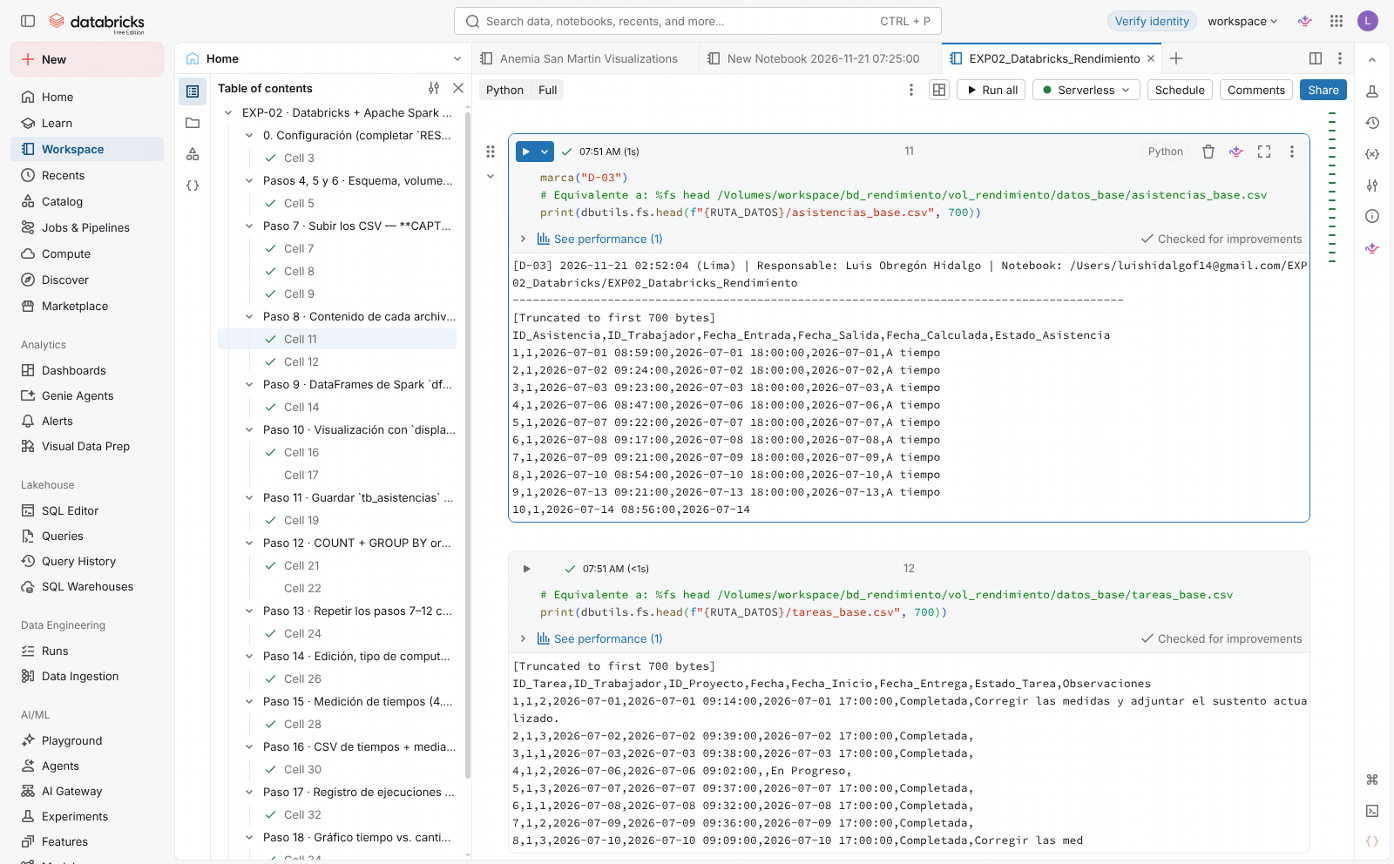 databricks
Free Edition
Search data, notebooks, recents, and more...
CTRL + P
Verify identity
workspace
L
New
Home
Learn
Workspace
Recents
Catalog
Jobs & Pipelines
Compute
Discover
Marketplace
Analytics
Dashboards
Genie Agents
Alerts
Visual Data Prep
Lakehouse
SQL Editor
Queries
Query History
SQL Warehouses
Data Engineering
Runs
Data Ingestion
AI/ML
Playground
Agents
AI Gateway
Experiments
Features
Home
Table of contents
EXP-02 · Databricks + Apache Spark ...
0. Configuración (completar `RES...
Cell 3
Pasos 4, 5 y 6 · Esquema, volume...
Cell 5
Paso 7 · Subir los CSV — **CAPT...
Cell 7
Cell 8
Cell 9
Paso 8 · Contenido de cada archiv...
Cell 11
Cell 12
Paso 9 · DataFrames de Spark `df...
Cell 14
Paso 10 · Visualización con `displa...
Cell 16
Cell 17
Paso 11 · Guardar `tb_asistencias` ...
Cell 19
Paso 12 · COUNT + GROUP BY or...
Cell 21
Cell 22
Paso 13 · Repetir los pasos 7–12 c...
Cell 24
Paso 14 · Edición, tipo de comput...
Cell 26
Paso 15 · Medición de tiempos (4....
Cell 28
Paso 16 · CSV de tiempos + media...
Cell 30
Paso 17 · Registro de ejecuciones ...
Cell 32
Paso 18 · Gráfico tiempo vs. canti...
Cell 34
Anemia San Martin Visualizations
New Notebook 2026-11-21 07:25:00
EXP02_Databricks_Rendimiento
Python
Full
Run all
Serverless
Schedule
Comments
Share
07:51 AM (1s)
11
Python
marca("D-03")
# Equivalente a: %fs head /Volumes/workspace/bd_rendimiento/vol_rendimiento/datos_base/asistencias_base.csv
print(dbutils.fs.head(f"{RUTA_DATOS}/asistencias_base.csv", 700))
See performance (1)
Checked for improvements
[D-03] 2026-11-21 02:52:04 (Lima) | Responsable: Luis Obregón Hidalgo | Notebook: /Users/luishidalgof14@gmail.com/EXP
02_Databricks/EXP02_Databricks_Rendimiento
------------------------------------------------------------------------------------------
[Truncated to first 700 bytes]
ID_Asistencia,ID_Trabajador,Fecha_Entrada,Fecha_Salida,Fecha_Calculada,Estado_Asistencia
1,1,2026-07-01 08:59:00,2026-07-01 18:00:00,2026-07-01,A tiempo
2,1,2026-07-02 09:24:00,2026-07-02 18:00:00,2026-07-02,A tiempo
3,1,2026-07-03 09:23:00,2026-07-03 18:00:00,2026-07-03,A tiempo
4,1,2026-07-06 08:47:00,2026-07-06 18:00:00,2026-07-06,A tiempo
5,1,2026-07-07 09:22:00,2026-07-07 18:00:00,2026-07-07,A tiempo
6,1,2026-07-08 09:17:00,2026-07-08 18:00:00,2026-07-08,A tiempo
7,1,2026-07-09 09:21:00,2026-07-09 18:00:00,2026-07-09,A tiempo
8,1,2026-07-10 08:54:00,2026-07-10 18:00:00,2026-07-10,A tiempo
9,1,2026-07-13 09:21:00,2026-07-13 18:00:00,2026-07-13,A tiempo
10,1,2026-07-14 08:56:00,2026-07-14
07:51 AM (<1s)
12
# Equivalente a: %fs head /Volumes/workspace/bd_rendimiento/vol_rendimiento/datos_base/tareas_base.csv
print(dbutils.fs.head(f"{RUTA_DATOS}/tareas_base.csv", 700))
See performance (1)
Checked for improvements
[Truncated to first 700 bytes]
ID_Tarea,ID_Trabajador,ID_Proyecto,Fecha,Fecha_Inicio,Fecha_Entrega,Estado_Tarea,Observaciones
1,1,2,2026-07-01,2026-07-01 09:14:00,2026-07-01 17:00:00,Completada,Corregir las medidas y adjuntar el sustento actua
lizado.
2,1,3,2026-07-02,2026-07-02 09:39:00,2026-07-02 17:00:00,Completada,
3,1,1,2026-07-03,2026-07-03 09:38:00,2026-07-03 17:00:00,Completada,
4,1,2,2026-07-06,2026-07-06 09:02:00,,En Progreso,
5,1,3,2026-07-07,2026-07-07 09:37:00,2026-07-07 17:00:00,Completada,
6,1,1,2026-07-08,2026-07-08 09:32:00,2026-07-08 17:00:00,Completada,
7,1,2,2026-07-09,2026-07-09 09:36:00,2026-07-09 17:00:00,Completada,
8,1,3,2026-07-10,2026-07-10 09:09:00,2026-07-10 17:00:00,Completada,Corregir las med